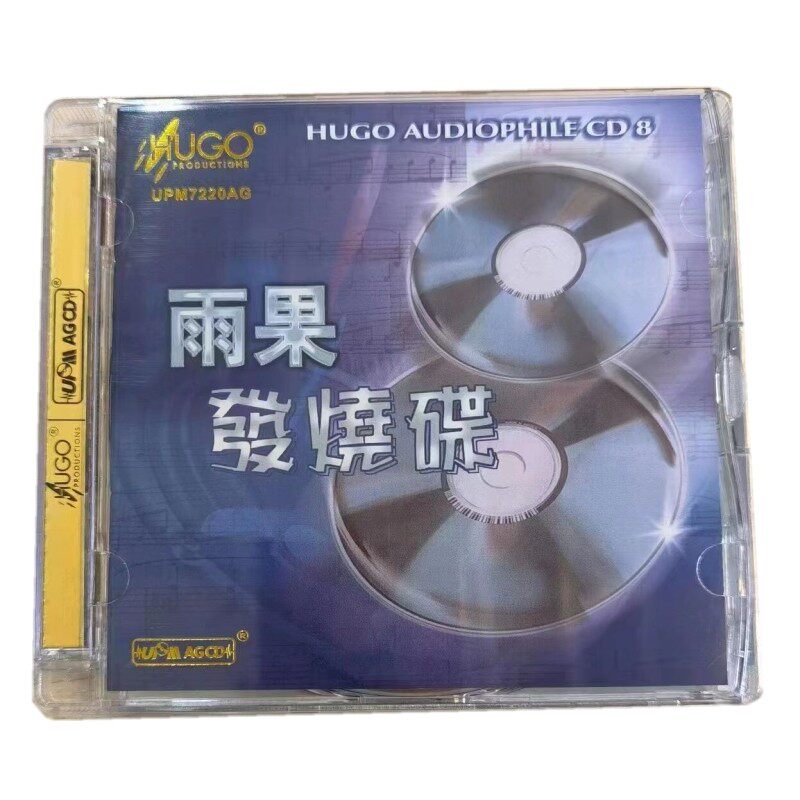 HUGO®
PRODUCTIONS
UPM7220AG
HUGO AUDIOPHILE CD 8
雨果
發燒碟
UPM AGCD®
UPM AGCD®
HUGO
PRODUCTIONS